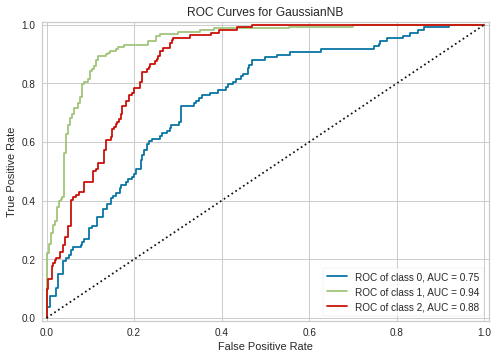 ROC Curves for GaussianNB
True Positive Rate
1.0
0.8
0.6
0.4
0.2
0.0
0.0
0.2
0.4
0.6
0.8
1.0
False Positive Rate
ROC of class 0, AUC = 0.75
ROC of class 1, AUC = 0.94
ROC of class 2, AUC = 0.88